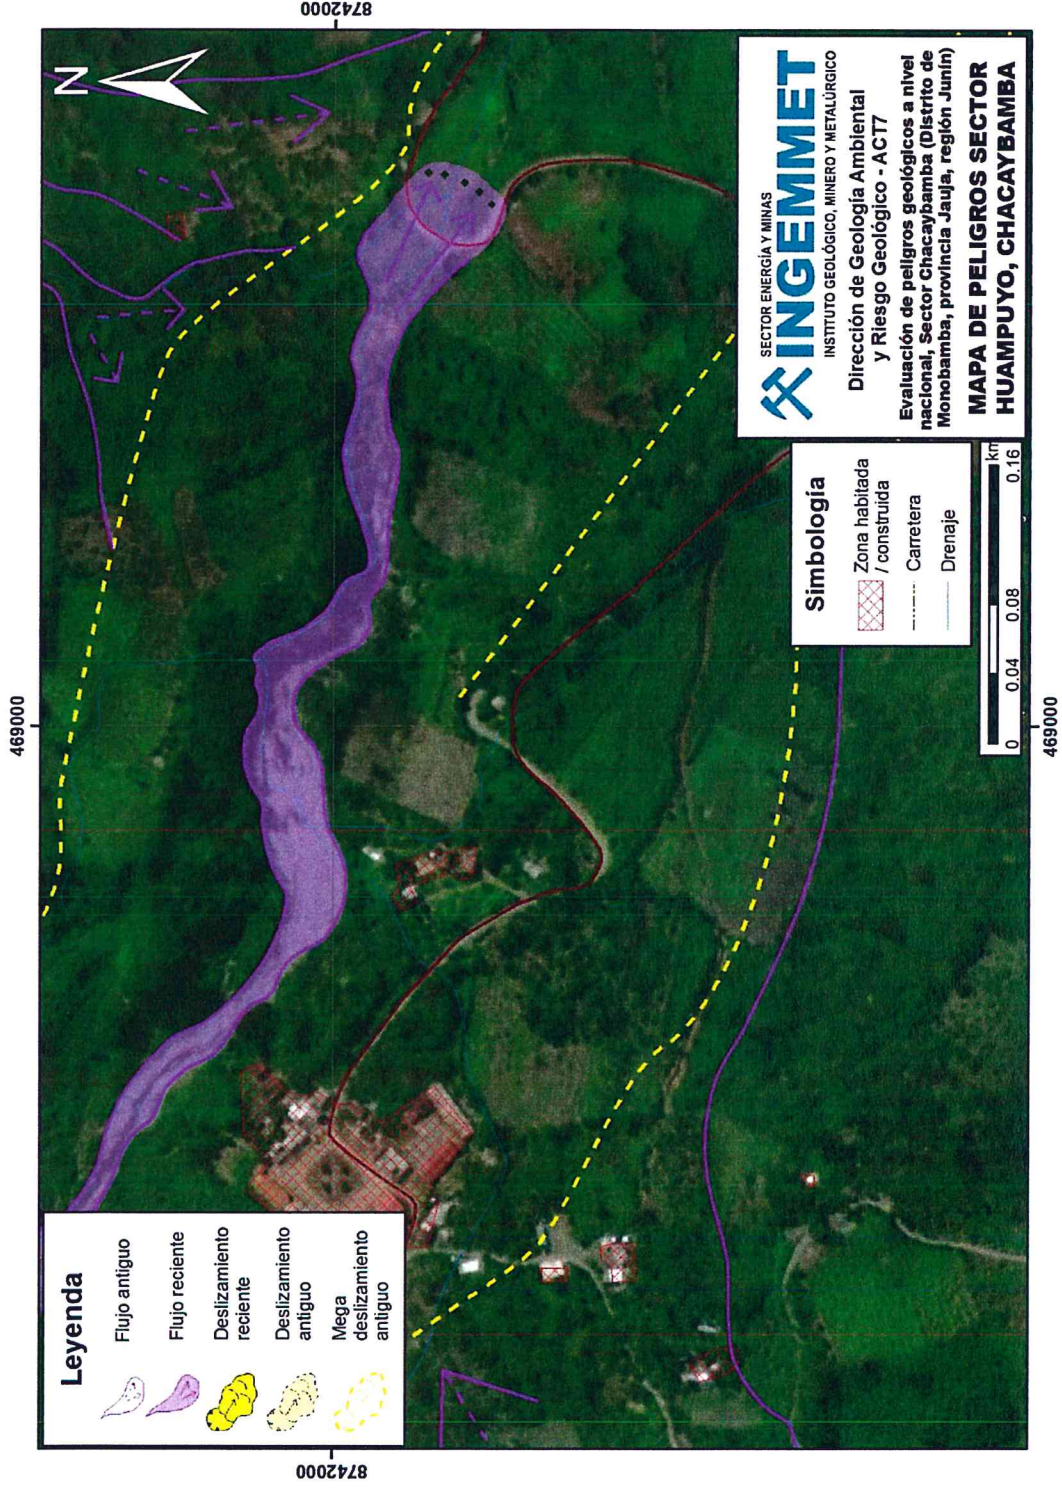 8742000
469000
N
Leyenda
Flujo antiguo
Flujo reciente
Deslizamiento
reciente
Deslizamiento
antiguo
Mega
deslizamiento
antiguo
Simbología
Zona habitada
/ construida
Carretera
Drenaje
0 0.04 0.08 0.16
km
SECTOR ENERGÍA Y MINAS
INGEMMET
INSTITUTO GEOLÓGICO, MINERO Y METALÚRGICO
Dirección de Geología Ambiental
y Riesgo Geológico - ACT7
Evaluación de peligros geológicos a nivel
nacional, Sector Chacaybamba (Distrito de
Monobamba, provincia Jauja, región Junín)
MAPA DE PELIGROS SECTOR
HUAMPUYO, CHACAYBAMBA
8742000
469000